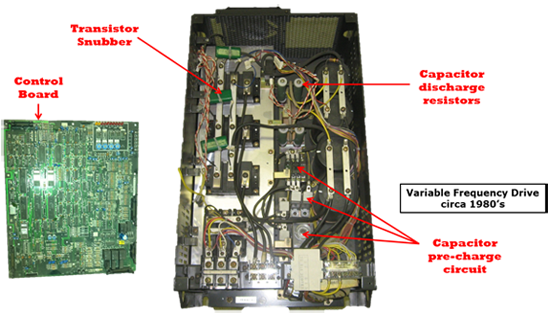 Transistor
Snubber
Control
Board
Capacitor
discharge
resistors
Variable Frequency Drive
circa 1980's
Capacitor
pre-charge
circuit